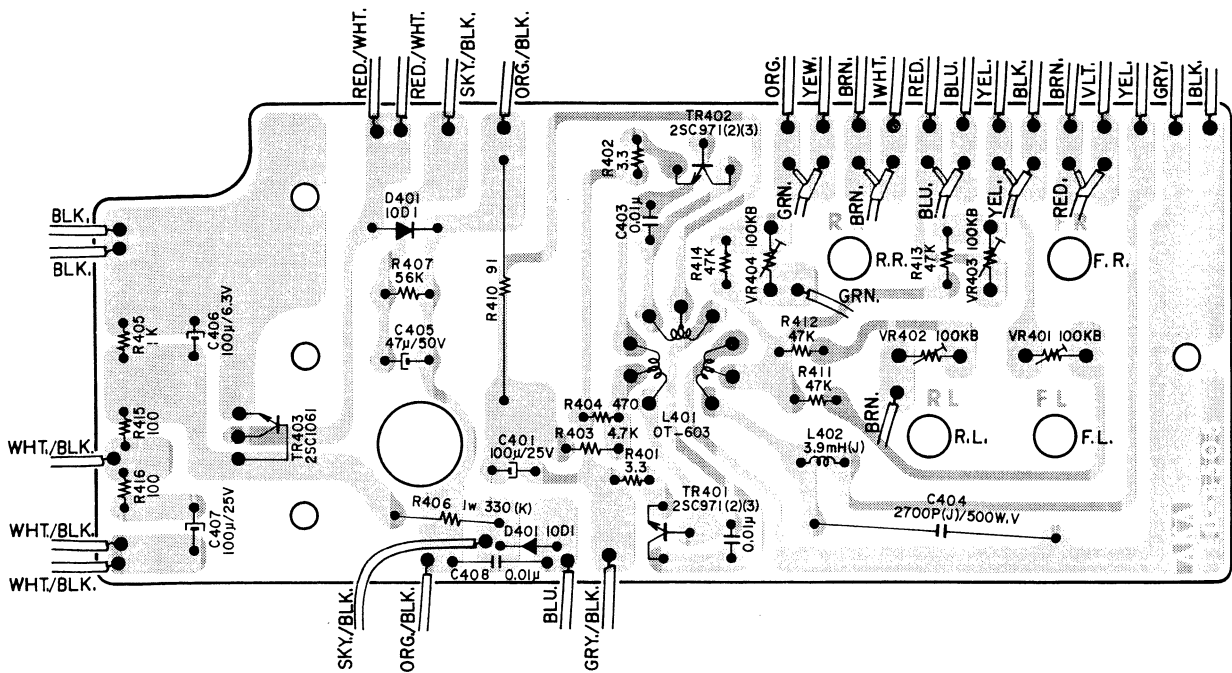 RED./WHT.
RED./WHT.
SKY./BLK.
ORG./BLK.
ORG.
YEW.
BRN.
WHT.
RED.
BLU.
YEL.
BLK.
BRN.
VLT.
YEL.
GRY.
BLK.
TR402
2SC971(2)(3)
R402
3.3
C403
0.01μ
GRN.
BRN.
BLU.
YEL.
RED.
BLK.
BLK.
D401
10D1
R407
56K
R410 91
R414
47K
VR404 100KB
R
R.R.
R413
47K
VR403 100KB
F.R.
GRN.
R405
1K
C406
100μ/6.3V
C405
47μ/50V
R412
47K
VR402 100KB
VR401 100KB
R411
47K
RL
FL
BRN.
R.L.
F.L.
R404 470
L401
OT-603
R403 4.7K
R415
100
TR403
2SC1061
C401
100μ/25V
R401
3.3
L402
3.9mH(J)
WHT./BLK.
R416
100
C407
100μ/25V
R406 1w 330(K)
TR401
2SC971(2)(3)
0.01μ
C404
2700P(J)/500W.V
D401 10D1
WHT./BLK.
WHT./BLK.
C408 0.01μ
SKY./BLK.
ORG./BLK.
BLU.
GRY./BLK.